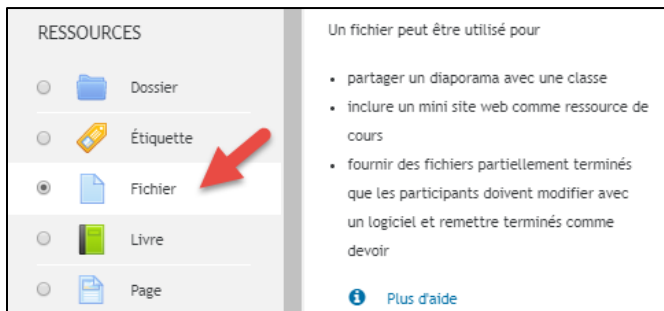 RESSOURCES
Dossier
Étiquette
Fichier
Livre
Page
Un fichier peut être utilisé pour
• partager un diaporama avec une classe
• inclure un mini site web comme ressource de
cours
• fournir des fichiers partiellement terminés
que les participants doivent modifier avec
un logiciel et remettre terminés comme
devoir
Plus d'aide